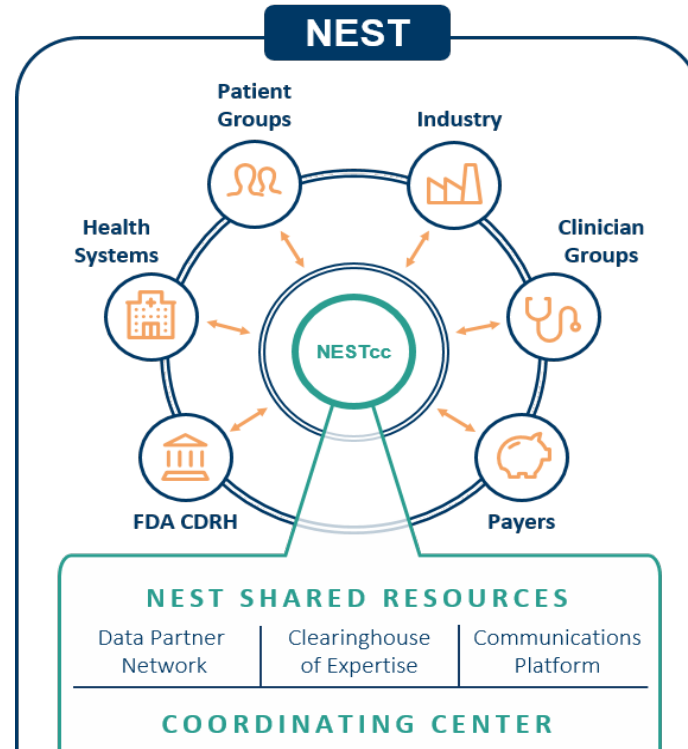 NEST
Patient
Groups
Industry
Health
Systems
Clinician
Groups
NESTcc
FDA CDRH
Payers
NEST SHARED RESOURCES
Data Partner
Network
Clearinghouse
of Expertise
Communications
Platform
COORDINATING CENTER